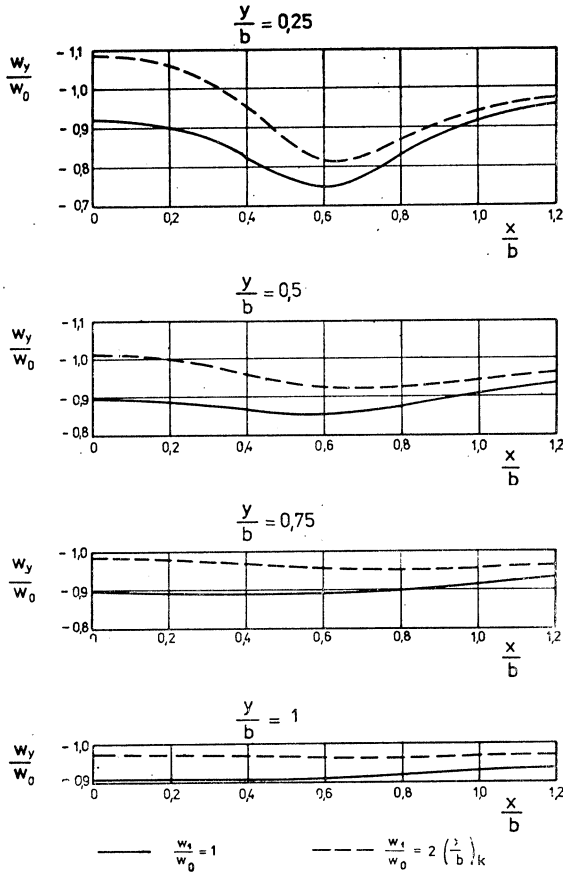 y/b = 0,25
w_y/w_0
- 1,1
- 1,0
- 0,9
- 0,8
- 0,7
0 0,2 0,4 0,6 0,8 1,0 1,2
x/b
y/b = 0,5
w_y/w_0
- 1,1
- 1,0
- 0,9
- 0,8
0 0,2 0,4 0,6 0,8 1,0 1,2
x/b
y/b = 0,75
w_y/w_0
- 1,0
- 0,9
- 0,8
0,2 0,4 0,6 0,8 1,0 1,2
x/b
y/b = 1
w_y/w_0
- 1,0
- 0,9
0 0,2 0,4 0,6 0,8 1,0 1,2
x/b
w_1/w_0 = 1
w_1/w_0 = 2 ( /b)_k